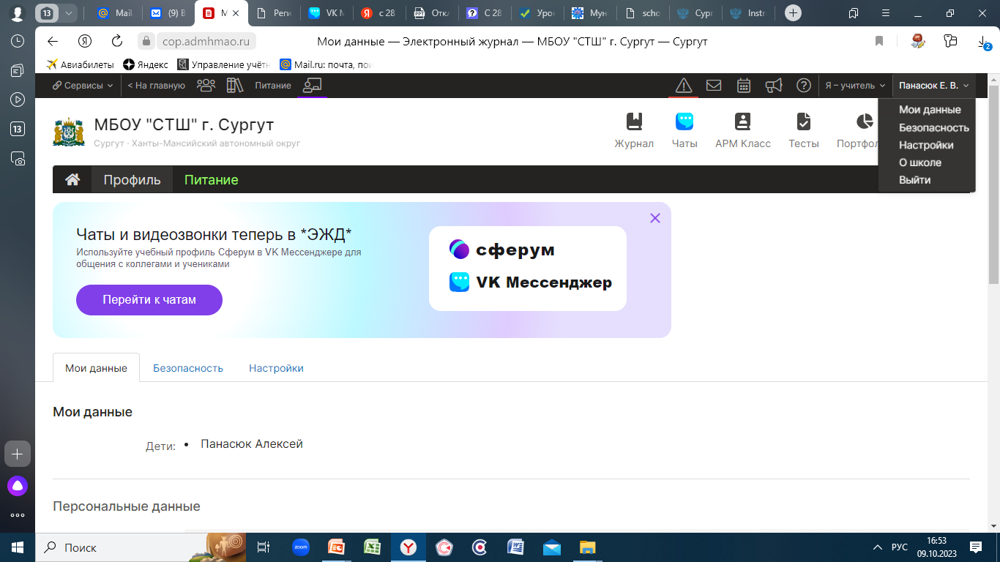 13
Mail.
(9) В
М
Реги
VK М
с 28
Откл
С 28
Урон
Мун
scho
Сург
Instr
cop.admhmao.ru
Мои данные — Электронный журнал — МБОУ "СТШ" г. Сургут — Сургут
2
Авиабилеты
Яндекс
Управление учётн
Mail.ru: почта, пои
Сервисы
< На главную
Питание
Я – учитель
Панасюк Е. В.
Мои данные
Безопасность
Настройки
О школе
Выйти
13
МБОУ "СТШ" г. Сургут
Сургут · Ханты-Мансийский автономный округ
Журнал
Чаты
АРМ Класс
Тесты
Портфол
Профиль
Питание
Чаты и видеозвонки теперь в *ЭЖД*
Используйте учебный профиль Сферум в VK Мессенджере для
общения с коллегами и учениками
Перейти к чатам
сферум
VK Мессенджер
Мои данные
Безопасность
Настройки
Мои данные
Дети:
• Панасюк Алексей
Персональные данные
Поиск
zoom
РУС
16:53
09.10.2023